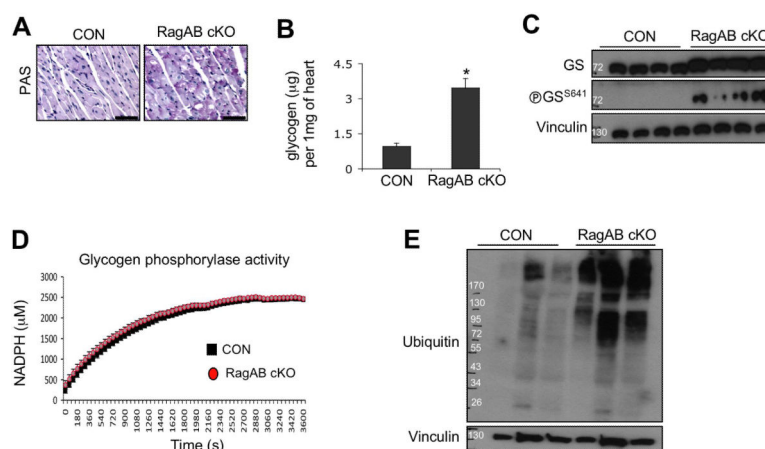 A
CON
RagAB cKO
PAS
B
glycogen (µg)
per 1mg of heart
4.5
3
1.5
0
*
CON
RagAB cKO
C
CON
RagAB cKO
GS
72
ⓅGS^S641
72
Vinculin
130
D
Glycogen phosphorylase activity
NADPH (µM)
3000
2500
2000
1500
1000
500
0
CON
RagAB cKO
0 180 360 540 720 900 1080 1260 1440 1620 1800 1980 2160 2340 2520 2700 2880 3060 3240 3420 3600
Time (s)
E
CON
RagAB cKO
Ubiquitin
170
130
95
72
55
43
34
26
Vinculin
130